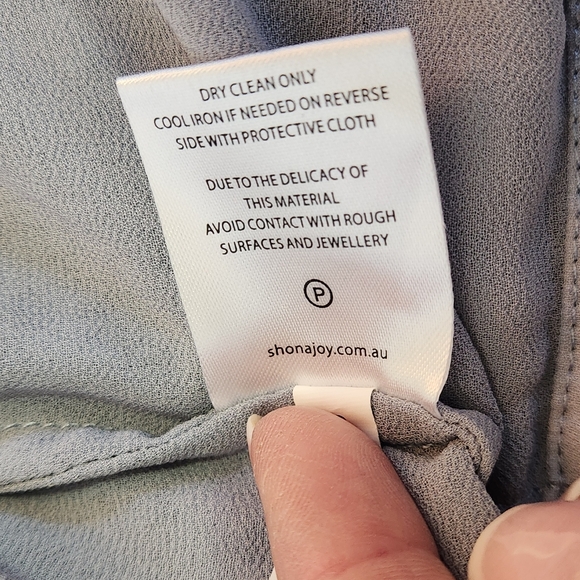 DRY CLEAN ONLY
COOL IRON IF NEEDED ON REVERSE
SIDE WITH PROTECTIVE CLOTH
DUE TO THE DELICACY OF
THIS MATERIAL
AVOID CONTACT WITH ROUGH
SURFACES AND JEWELLERY
P
shonajoy.com.au